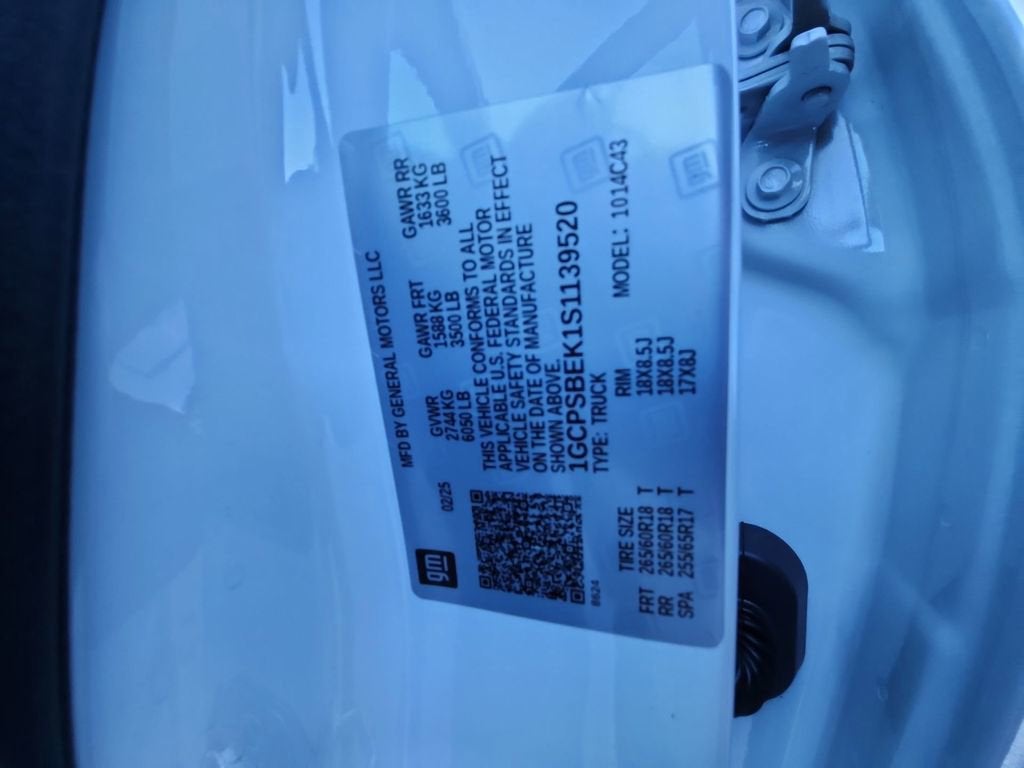 gm
02/25
MFD BY GENERAL MOTORS LLC
GVWR GAWR FRT GAWR RR
2744 KG 1588 KG 1633 KG
6050 LB 3500 LB 3600 LB
THIS VEHICLE CONFORMS TO ALL
APPLICABLE U.S. FEDERAL MOTOR
VEHICLE SAFETY STANDARDS IN EFFECT
ON THE DATE OF MANUFACTURE
SHOWN ABOVE.
1GCPSBEK1S1139520
TYPE: TRUCK MODEL: 1014C43
8624
TIRE SIZE RIM
FRT 265/60R18 T 18X8.5J
RR 265/60R18 T 18X8.5J
SPA 255/65R17 T 17X8J